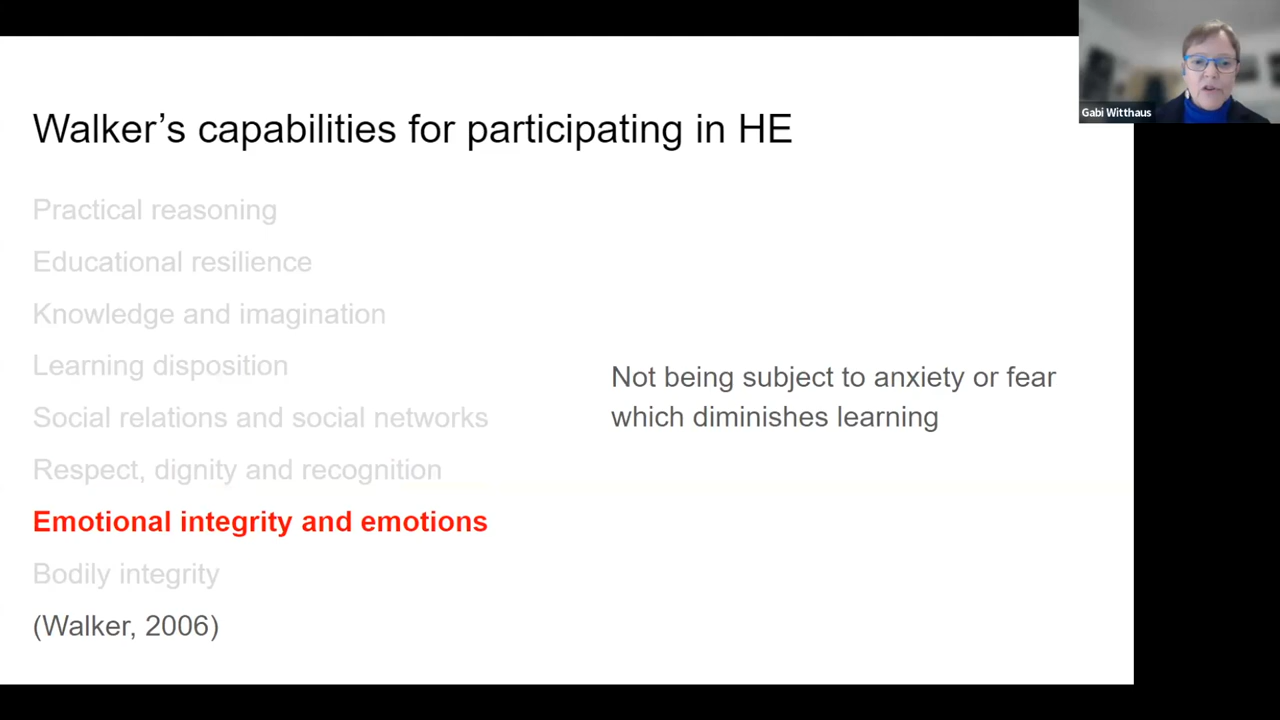 Walker’s capabilities for participating in HE
Practical reasoning
Educational resilience
Knowledge and imagination
Learning disposition
Social relations and social networks
Respect, dignity and recognition
Emotional integrity and emotions
Bodily integrity
(Walker, 2006)
Not being subject to anxiety or fear
which diminishes learning
Gabi Witthaus